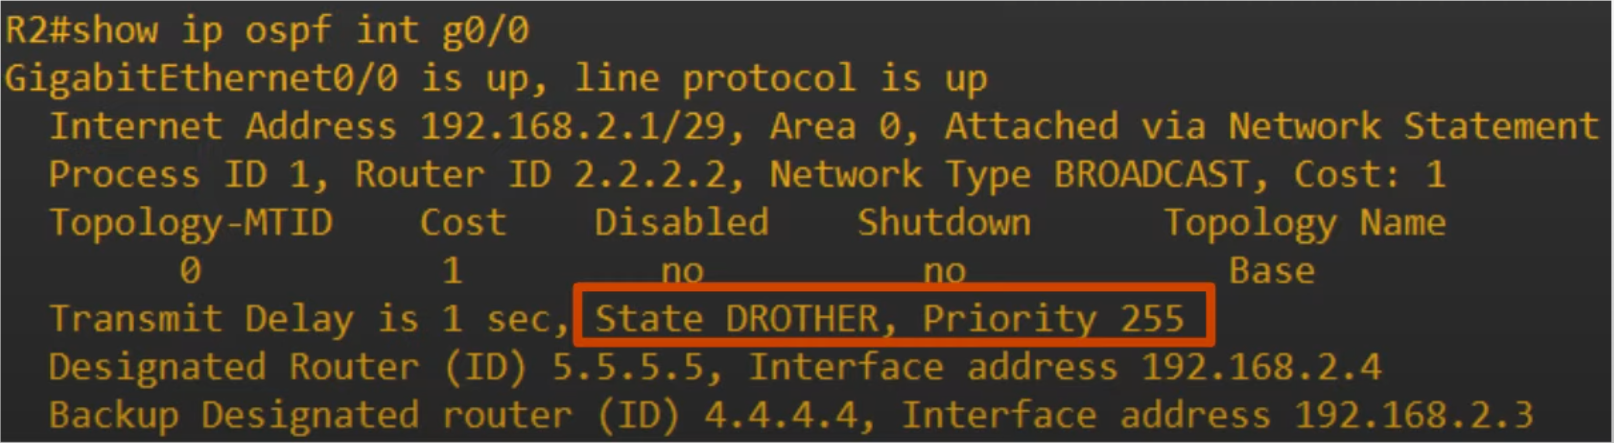 R2#show ip ospf int g0/0
GigabitEthernet0/0 is up, line protocol is up
Internet Address 192.168.2.1/29, Area 0, Attached via Network Statement
Process ID 1, Router ID 2.2.2.2, Network Type BROADCAST, Cost: 1
Topology-MTID Cost Disabled Shutdown Topology Name
0 1 no no Base
Transmit Delay is 1 sec, State DROTHER, Priority 255
Designated Router (ID) 5.5.5.5, Interface address 192.168.2.4
Backup Designated router (ID) 4.4.4.4, Interface address 192.168.2.3